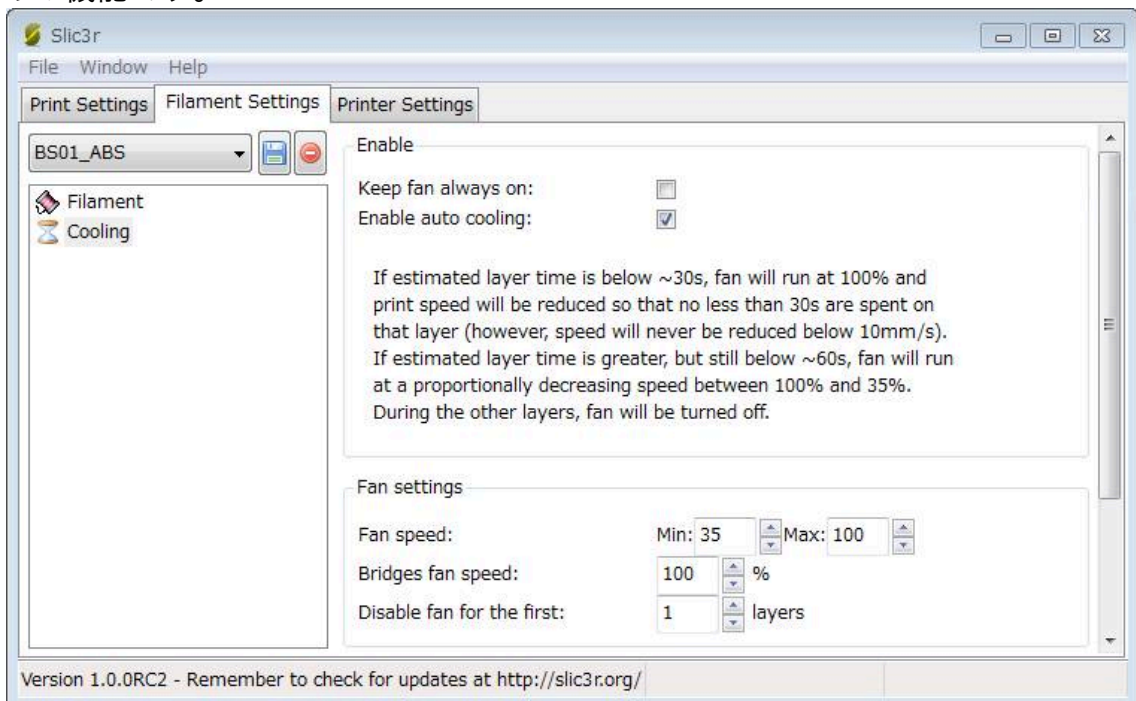 Slic3r
File Window Help
Print Settings Filament Settings Printer Settings
BS01_ABS
Filament
Cooling
Enable
Keep fan always on:
Enable auto cooling:
If estimated layer time is below ~30s, fan will run at 100% and
print speed will be reduced so that no less than 30s are spent on
that layer (however, speed will never be reduced below 10mm/s).
If estimated layer time is greater, but still below ~60s, fan will run
at a proportionally decreasing speed between 100% and 35%.
During the other layers, fan will be turned off.
Fan settings
Fan speed: Min: 35 Max: 100
Bridges fan speed: 100 %
Disable fan for the first: 1 layers
Version 1.0.0RC2 - Remember to check for updates at http://slic3r.org/